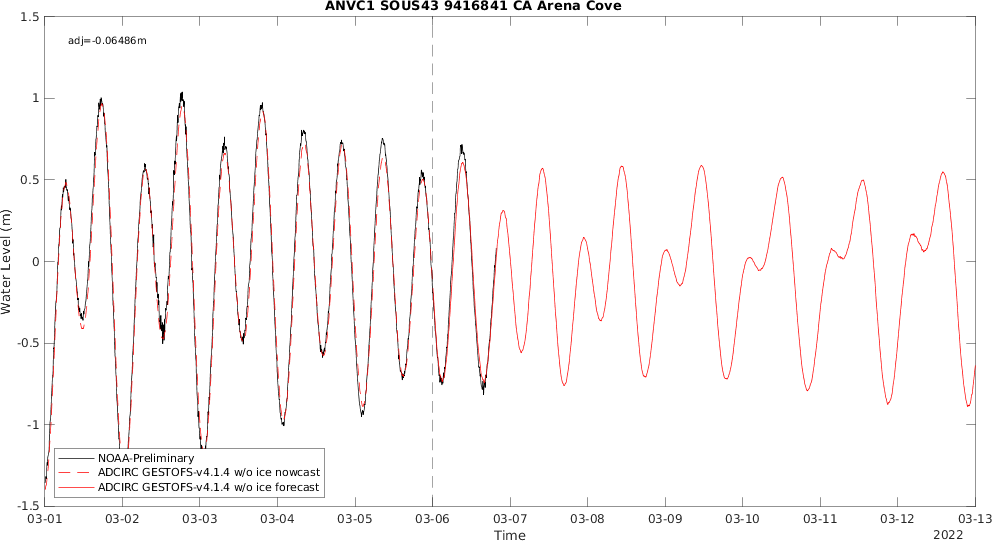 ANVC1 SOUS43 9416841 CA Arena Cove
adj=-0.06486m
Water Level (m)
1.5
1
0.5
0
-0.5
-1
-1.5
NOAA-Preliminary
ADCIRC GESTOFS-v4.1.4 w/o ice nowcast
ADCIRC GESTOFS-v4.1.4 w/o ice forecast
03-01 03-02 03-03 03-04 03-05 03-06 03-07 03-08 03-09 03-10 03-11 03-12 03-13
Time
2022